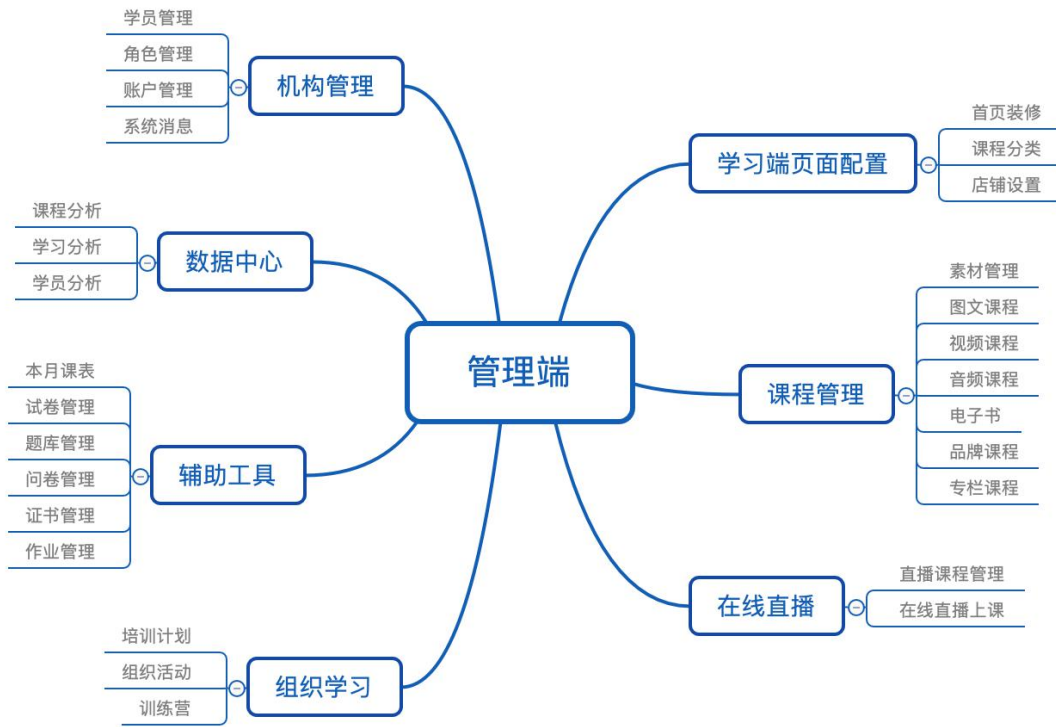 管理端
机构管理
学员管理
角色管理
账户管理
系统消息
数据中心
课程分析
学习分析
学员分析
辅助工具
本月课表
试卷管理
题库管理
问卷管理
证书管理
作业管理
组织学习
培训计划
组织活动
训练营
学习端页面配置
首页装修
课程分类
店铺设置
课程管理
素材管理
图文课程
视频课程
音频课程
电子书
品牌课程
专栏课程
在线直播
直播课程管理
在线直播上课